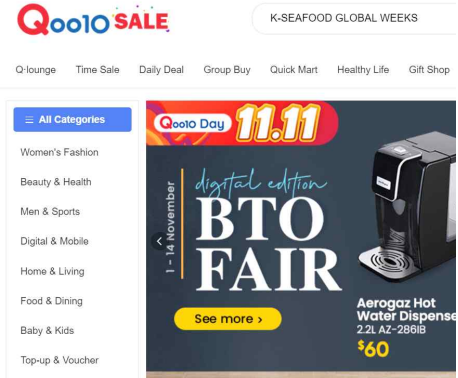 Qoo10 SALE
K-SEAFOOD GLOBAL WEEKS
Q·lounge Time Sale Daily Deal Group Buy Quick Mart Healthy Life Gift Shop
All Categories
Women's Fashion
Beauty & Health
Men & Sports
Digital & Mobile
Home & Living
Food & Dining
Baby & Kids
Top-up & Voucher
Qoo10 Day 11.11
1 - 14 November
digital edition
BTO
FAIR
See more >
Aerogaz Hot
Water Dispense
2.2L AZ-286IB
$60